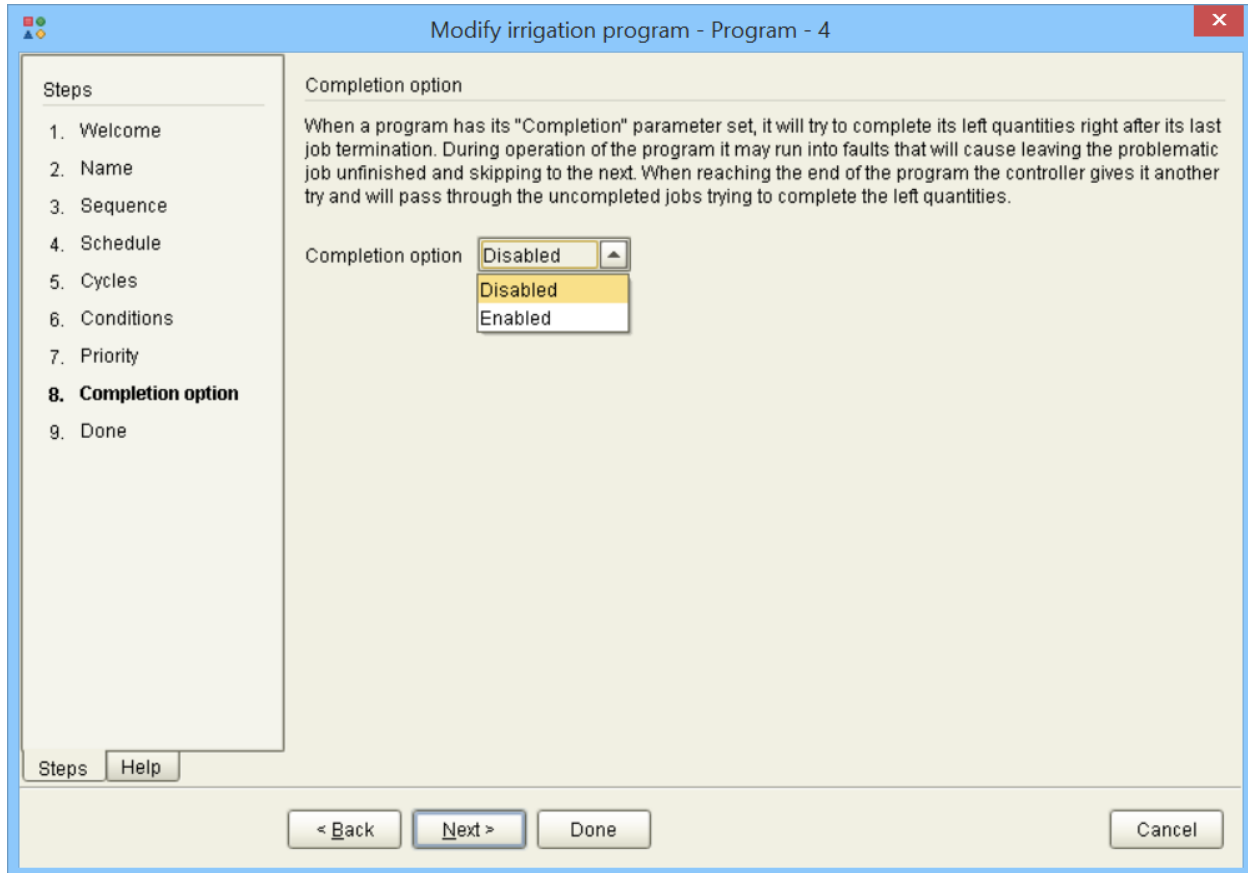 Modify irrigation program - Program - 4
Steps
1. Welcome
2. Name
3. Sequence
4. Schedule
5. Cycles
6. Conditions
7. Priority
8. Completion option
9. Done
Steps
Help
Completion option
When a program has its "Completion" parameter set, it will try to complete its left quantities right after its last
job termination. During operation of the program it may run into faults that will cause leaving the problematic
job unfinished and skipping to the next. When reaching the end of the program the controller gives it another
try and will pass through the uncompleted jobs trying to complete the left quantities.
Completion option Disabled
Disabled
Enabled
< Back
Next >
Done
Cancel